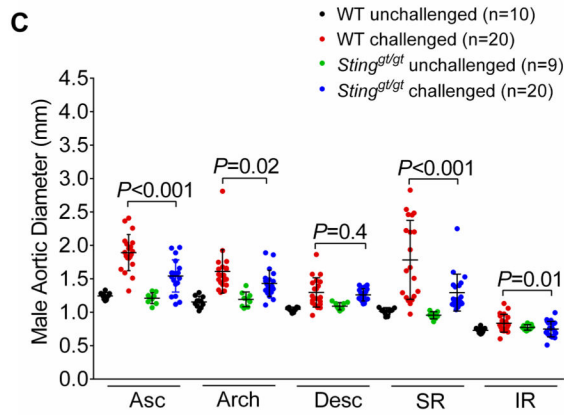 C
WT unchallenged (n=10)
WT challenged (n=20)
Sting^gt/gt unchallenged (n=9)
Sting^gt/gt challenged (n=20)
Male Aortic Diameter (mm)
4.5
4.0
3.5
3.0
2.5
2.0
1.5
1.0
0.5
0.0
P<0.001
P=0.02
P=0.4
P<0.001
P=0.01
Asc Arch Desc SR IR